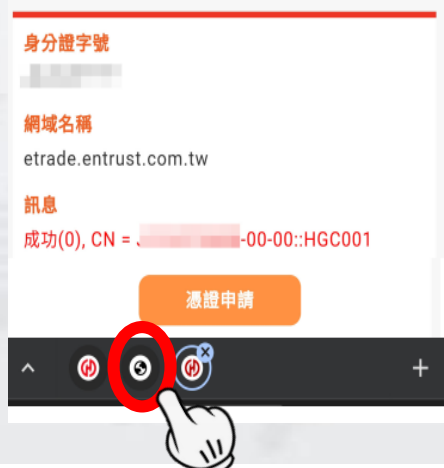 身分證字號
網域名稱
etrade.entrust.com.tw
訊息
成功(0), CN = -00-00::HGC001
憑證申請